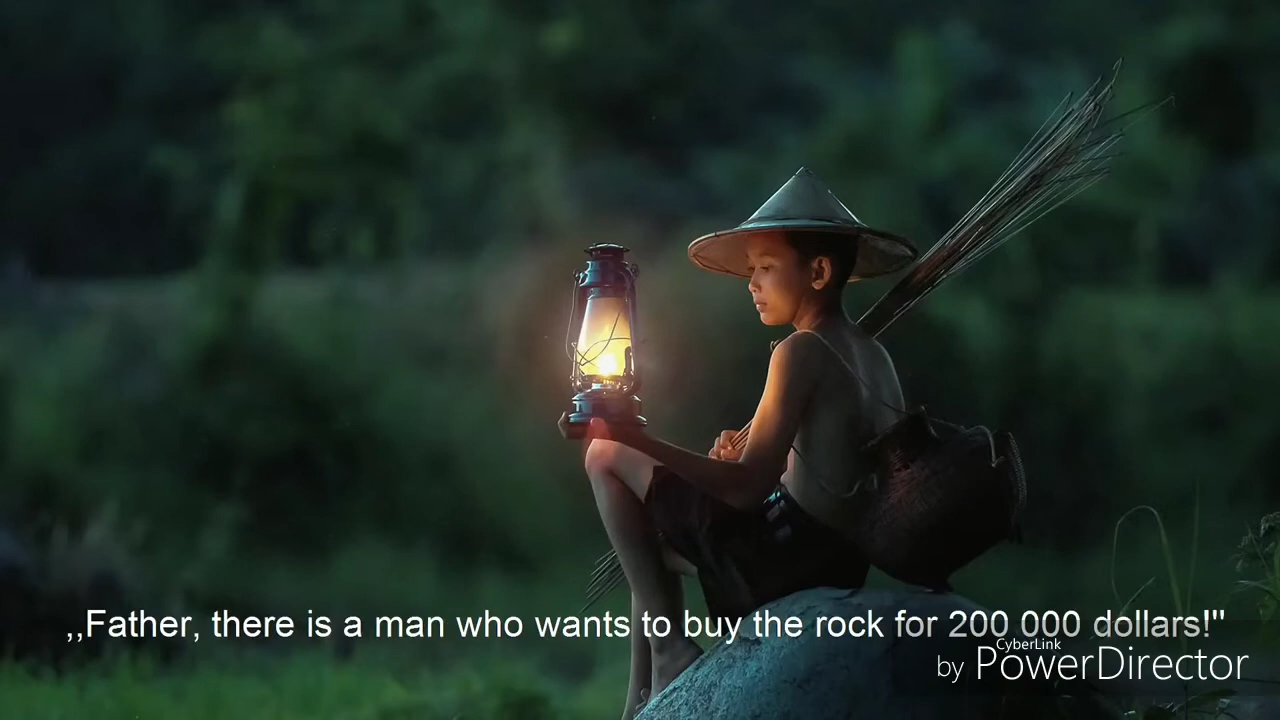 ,,Father, there is a man who wants to buy the rock for 200 000 dollars!"
CyberLink
by PowerDirector